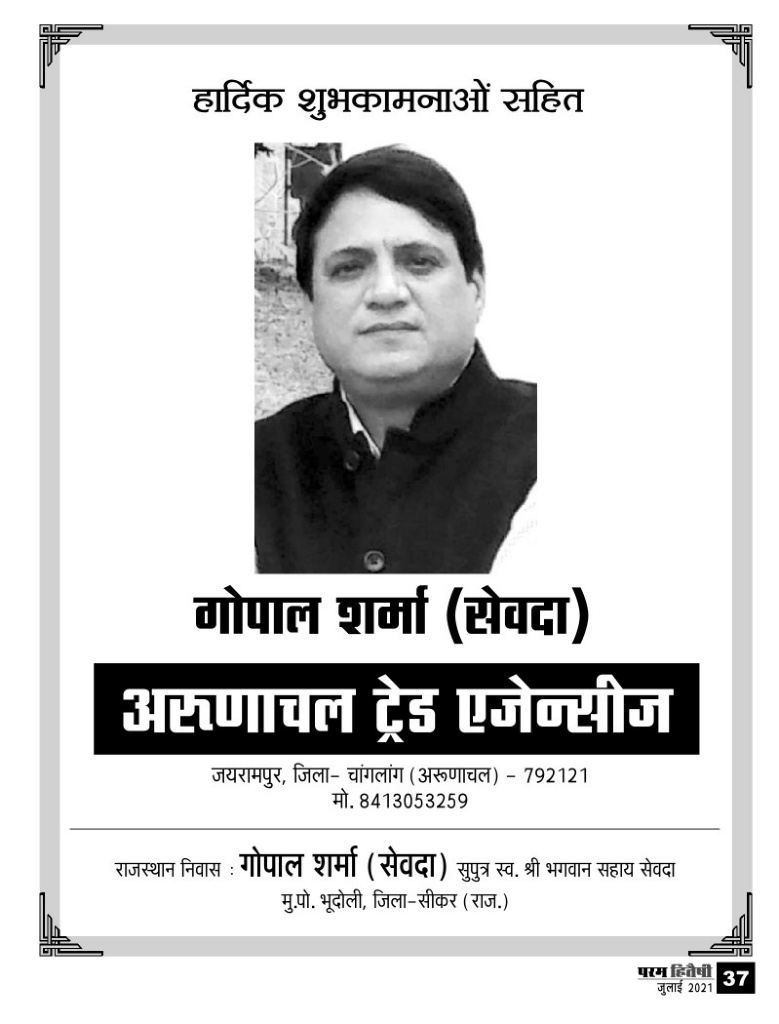 हार्दिक शुभकामनाओं सहित
गोपाल शर्मा (सेवदा)
अरूणाचल ट्रेड एजेन्सीज
जयरामपुर, जिला- चांगलांग (अरूणाचल) - 792121
मो. 8413053259
राजस्थान निवास : गोपाल शर्मा (सेवदा) सुपुत्र स्व. श्री भगवान सहाय सेवदा
मु.पो. भूदोली, जिला-सीकर (राज.)
परम हितैषी 37
जुलाई 2021